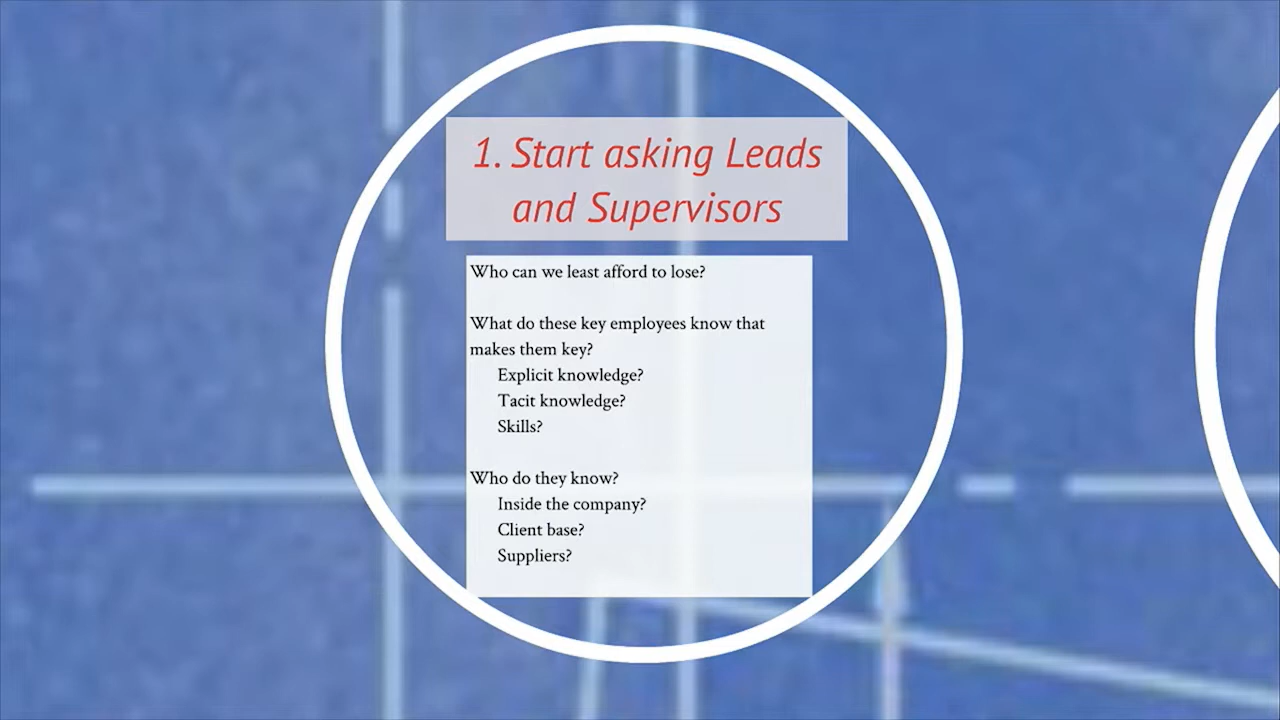 1. Start asking Leads
and Supervisors
Who can we least afford to lose?
What do these key employees know that
makes them key?
Explicit knowledge?
Tacit knowledge?
Skills?
Who do they know?
Inside the company?
Client base?
Suppliers?